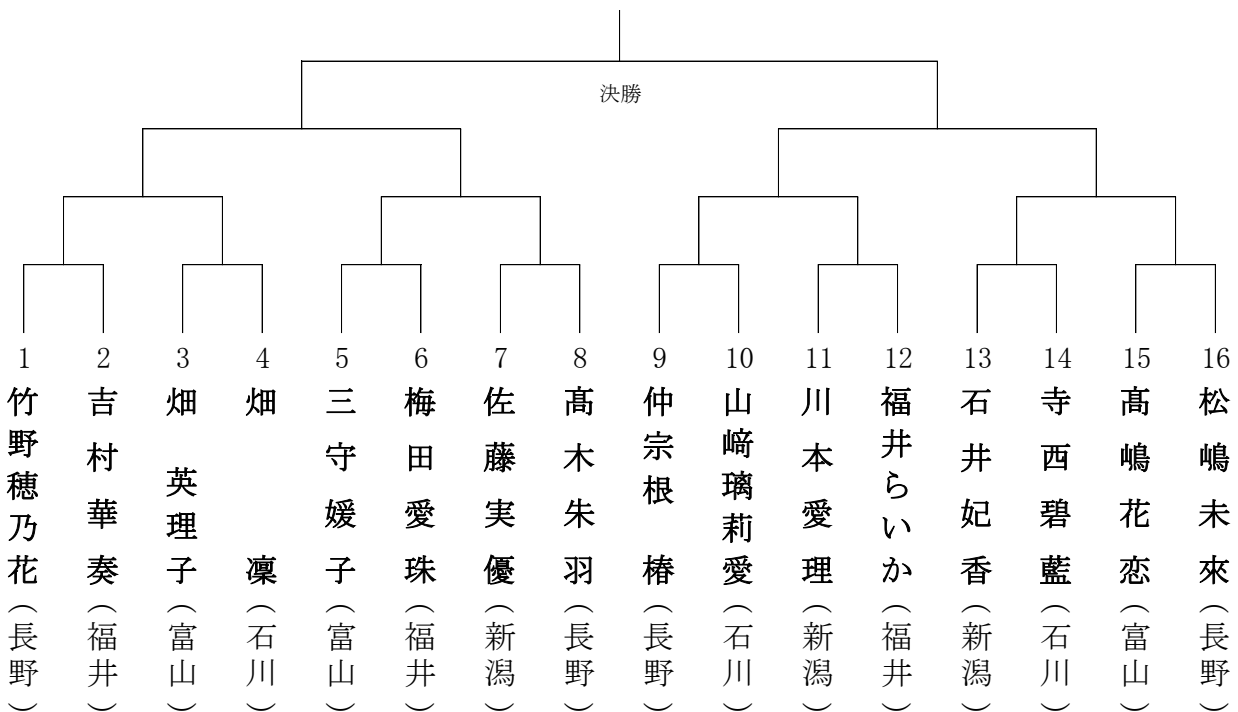 決勝
1 竹野穂乃花(長野)
2 吉村華奏(福井)
3 畑 英理子(富山)
4 畑 凜(石川)
5 三守媛子(富山)
6 梅田愛珠(福井)
7 佐藤実優(新潟)
8 髙木朱羽(長野)
9 仲宗根 椿(長野)
10 山﨑璃莉愛(石川)
11 川本愛理(新潟)
12 福井らいか(福井)
13 石井妃香(新潟)
14 寺西碧藍(石川)
15 髙嶋花恋(富山)
16 松嶋未來(長野)